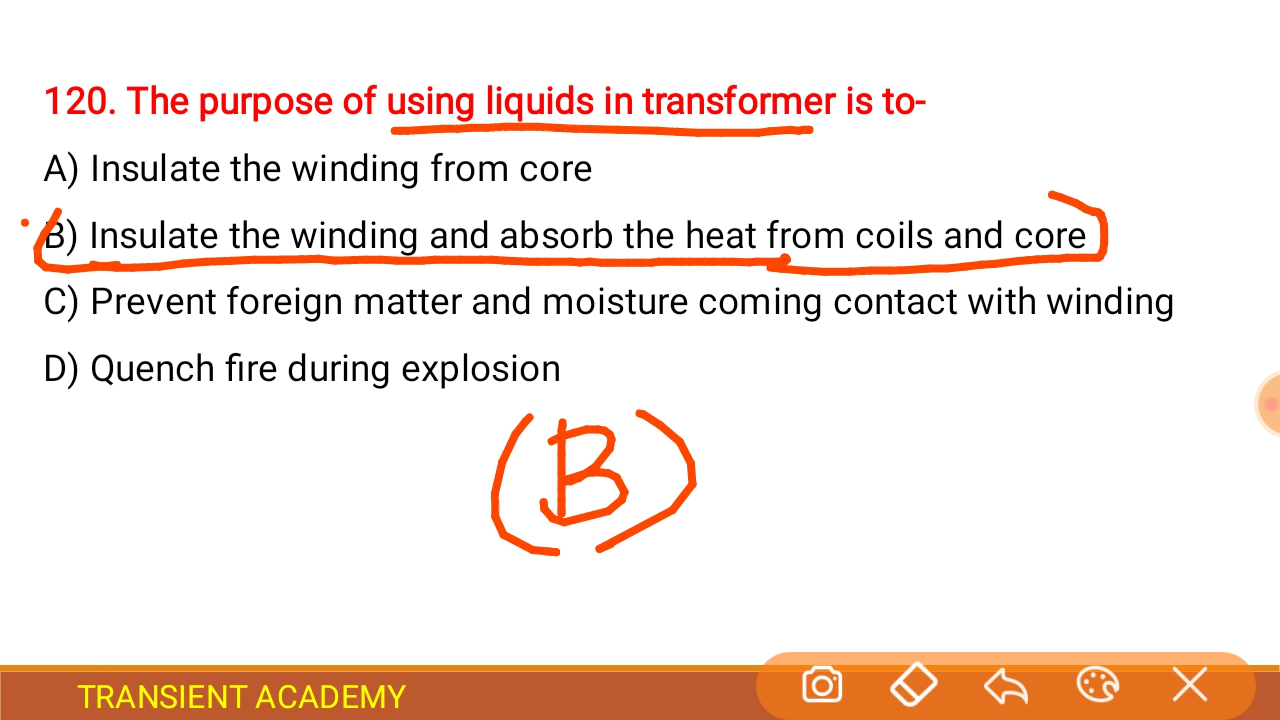 120. The purpose of using liquids in transformer is to-
A) Insulate the winding from core
B) Insulate the winding and absorb the heat from coils and core
C) Prevent foreign matter and moisture coming contact with winding
D) Quench fire during explosion
(B)
TRANSIENT ACADEMY